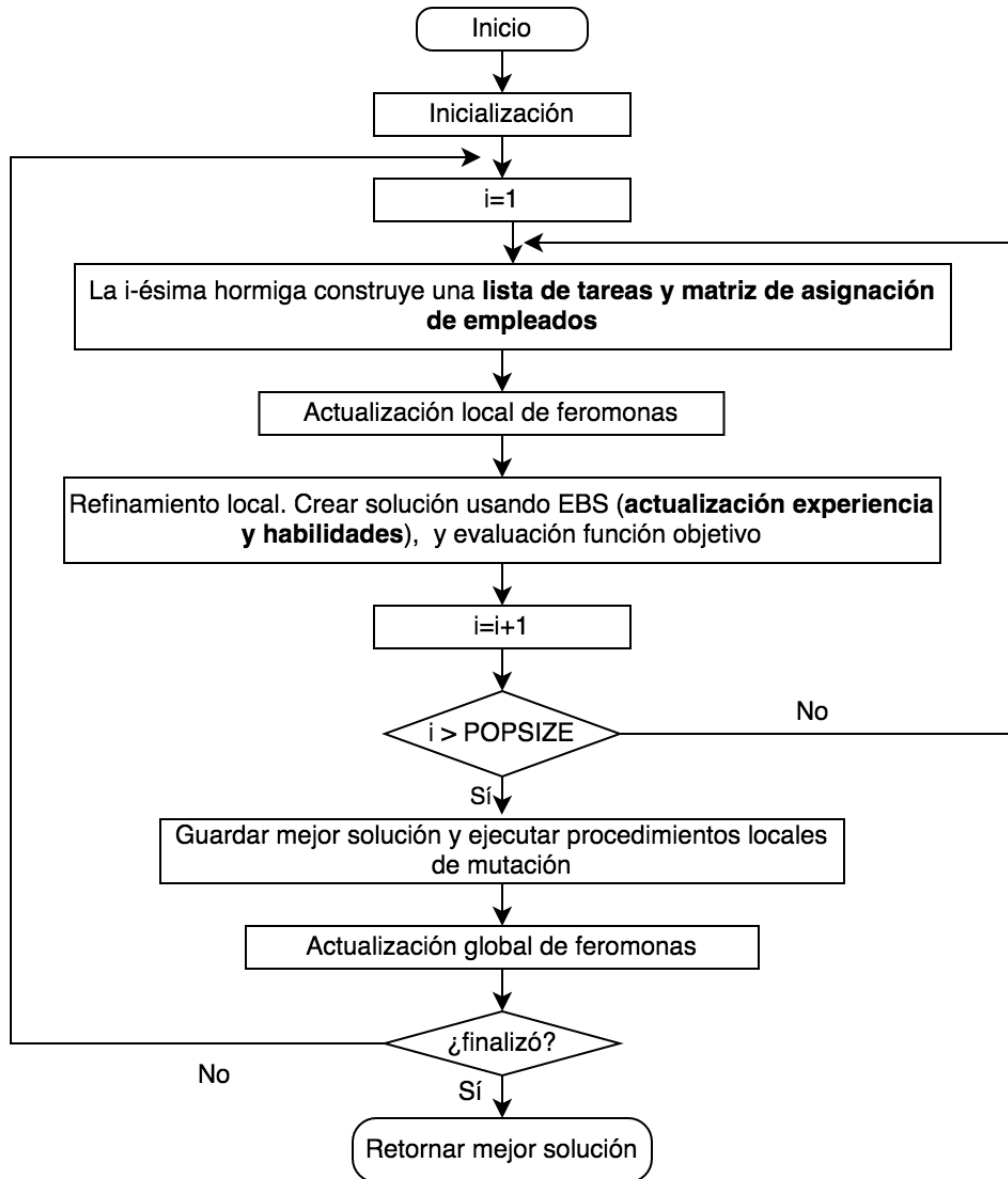 Inicio
Inicialización
i=1
La i-ésima hormiga construye una lista de tareas y matriz de asignación
de empleados
Actualización local de feromonas
Refinamiento local. Crear solución usando EBS (actualización experiencia
y habilidades),  y evaluación función objetivo
i=i+1
i > POPSIZE
No
Sí
Guardar mejor solución y ejecutar procedimientos locales
de mutación
Actualización global de feromonas
¿finalizó?
No
Sí
Retornar mejor solución